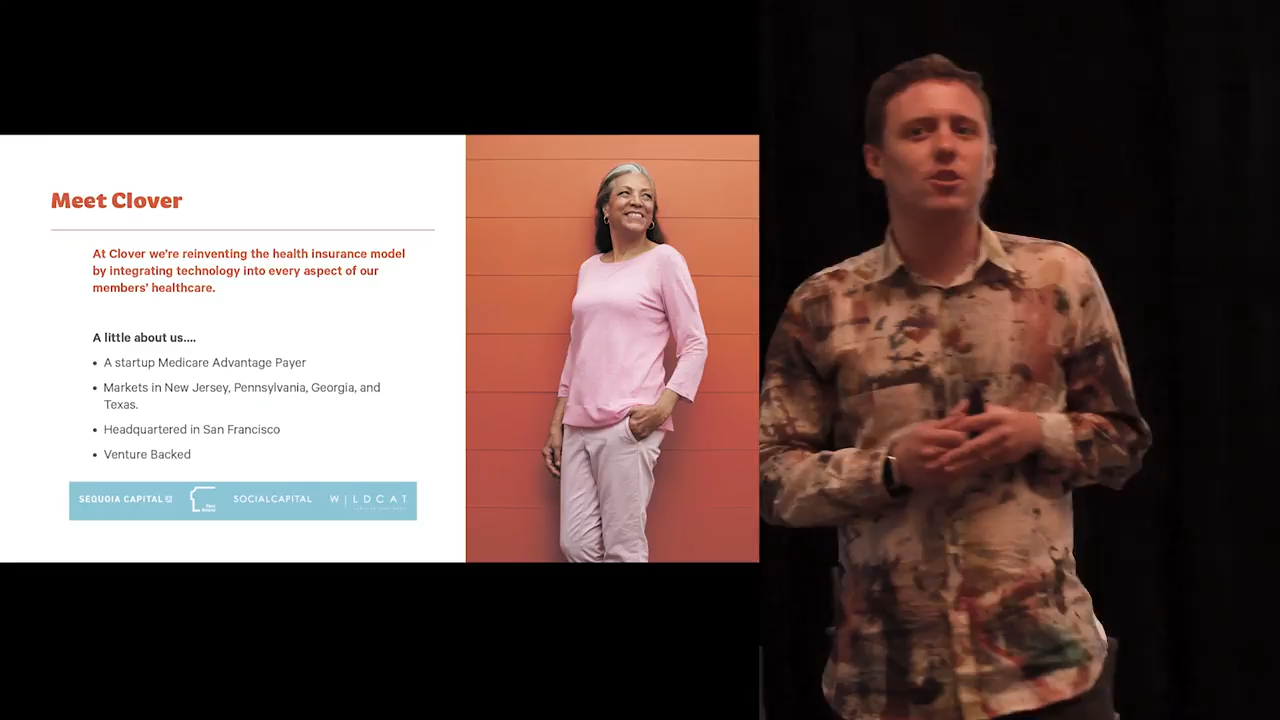 Meet Clover
At Clover we're reinventing the health insurance model
by integrating technology into every aspect of our
members' healthcare.
A little about us....
• A startup Medicare Advantage Payer
• Markets in New Jersey, Pennsylvania, Georgia, and
Texas.
• Headquartered in San Francisco
• Venture Backed
SEQUOIA CAPITAL
SOCIALCAPITAL
W|LDCAT